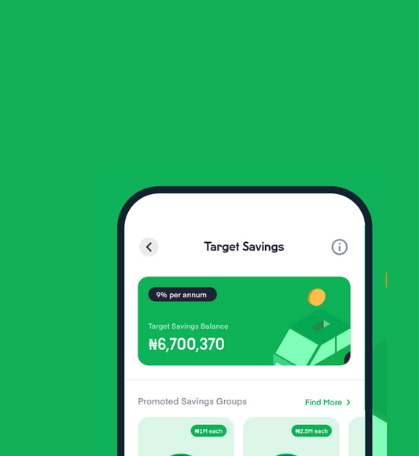 Target Savings
9% per annum
Target Savings Balance
₦6,700,370
Promoted Savings Groups
Find More
₦1M each
₦2.5M each